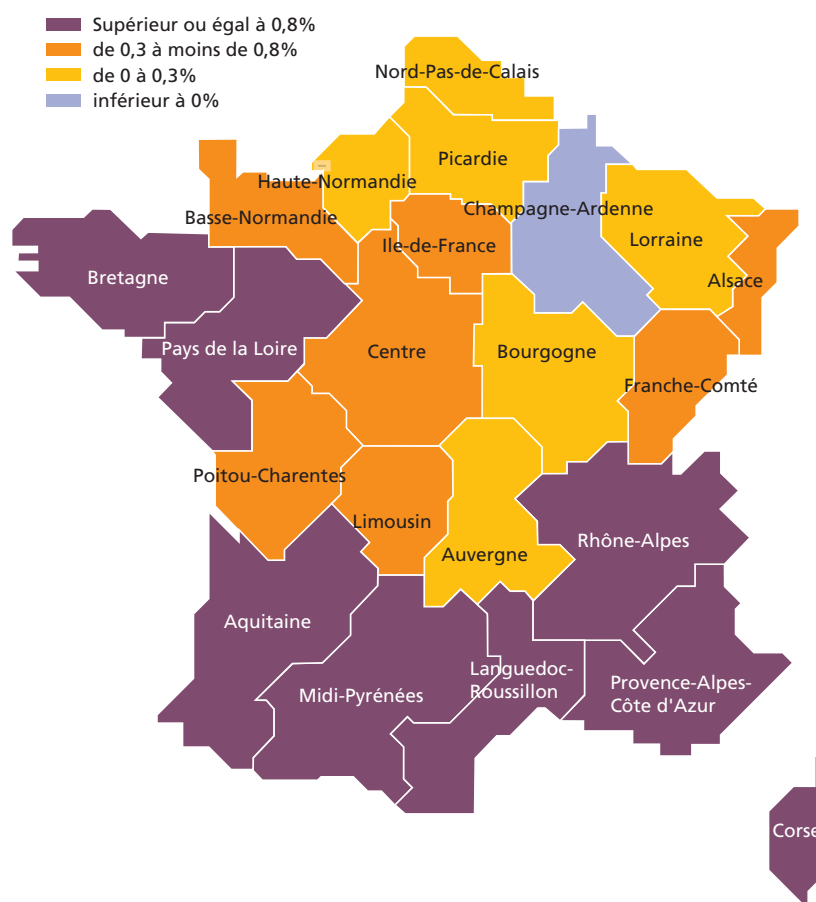 Supérieur ou égal à 0,8%
de 0,3 à moins de 0,8%
de 0 à 0,3%
inférieur à 0%
Nord-Pas-de-Calais
Picardie
Haute-Normandie
Champagne-Ardenne
Basse-Normandie
Ile-de-France
Lorraine
Bretagne
Alsace
Pays de la Loire
Centre
Bourgogne
Franche-Comté
Poitou-Charentes
Limousin
Rhône-Alpes
Auvergne
Aquitaine
Languedoc-
Roussillon
Midi-Pyrénées
Provence-Alpes-
Côte d'Azur
Corse